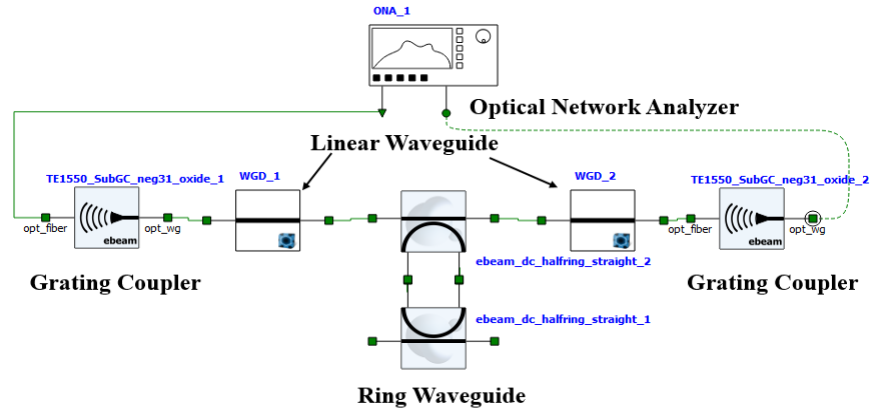 ONA_1
Optical Network Analyzer
Linear Waveguide
TE1550_SubGC_neg31_oxide_1
WGD_1
WGD_2
TE1550_SubGC_neg31_oxide_2
opt_fiber
opt_wg
ebeam
opt_fiber
opt_wg
ebeam
Grating Coupler
ebeam_dc_halfring_straight_2
Grating Coupler
ebeam_dc_halfring_straight_1
Ring Waveguide